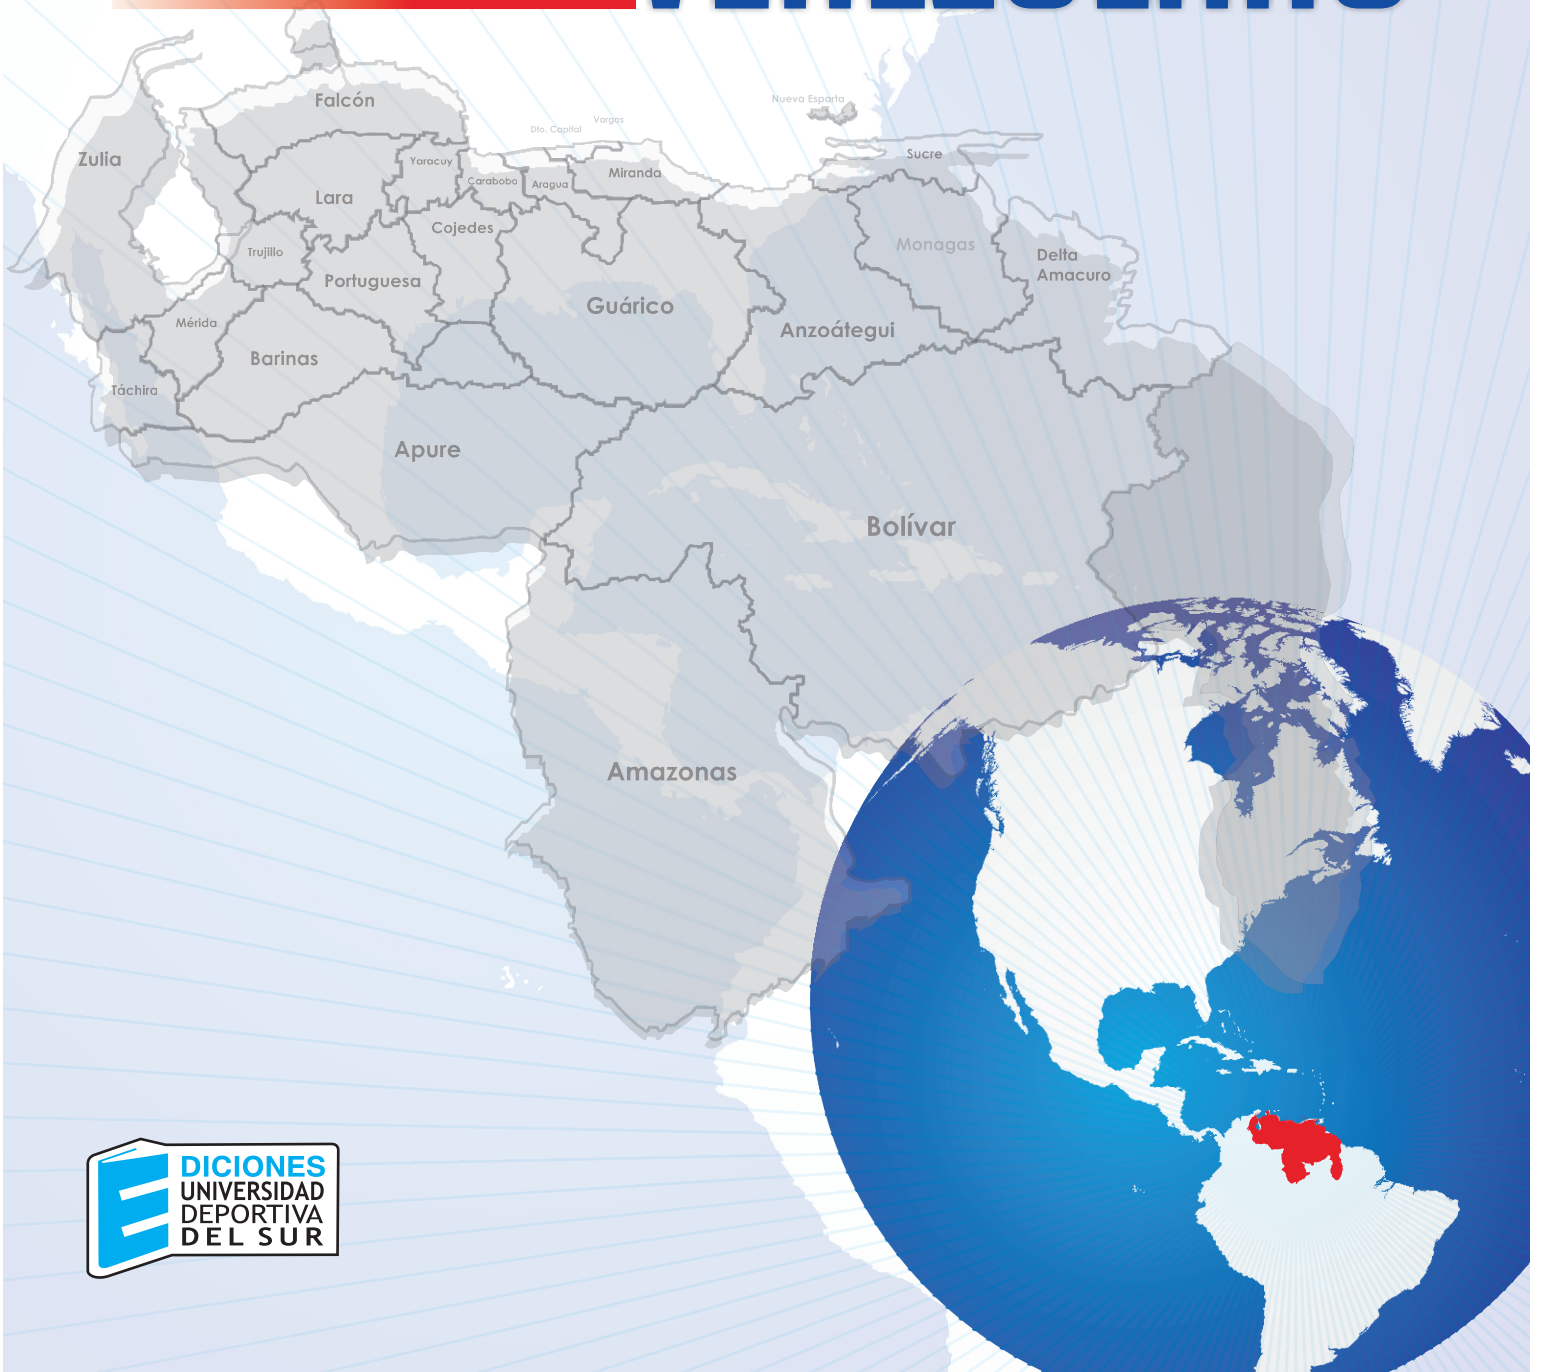 Falcón
Nueva Esparta
Vargas
Dto. Capital
Zulia
Yaracuy
Sucre
Carabobo
Aragua
Miranda
Lara
Cojedes
Monagas
Trujillo
Delta
Amacuro
Portuguesa
Guárico
Mérida
Anzoátegui
Barinas
Táchira
Apure
Bolívar
Amazonas
EDICIONES
UNIVERSIDAD
DEPORTIVA
DEL SUR